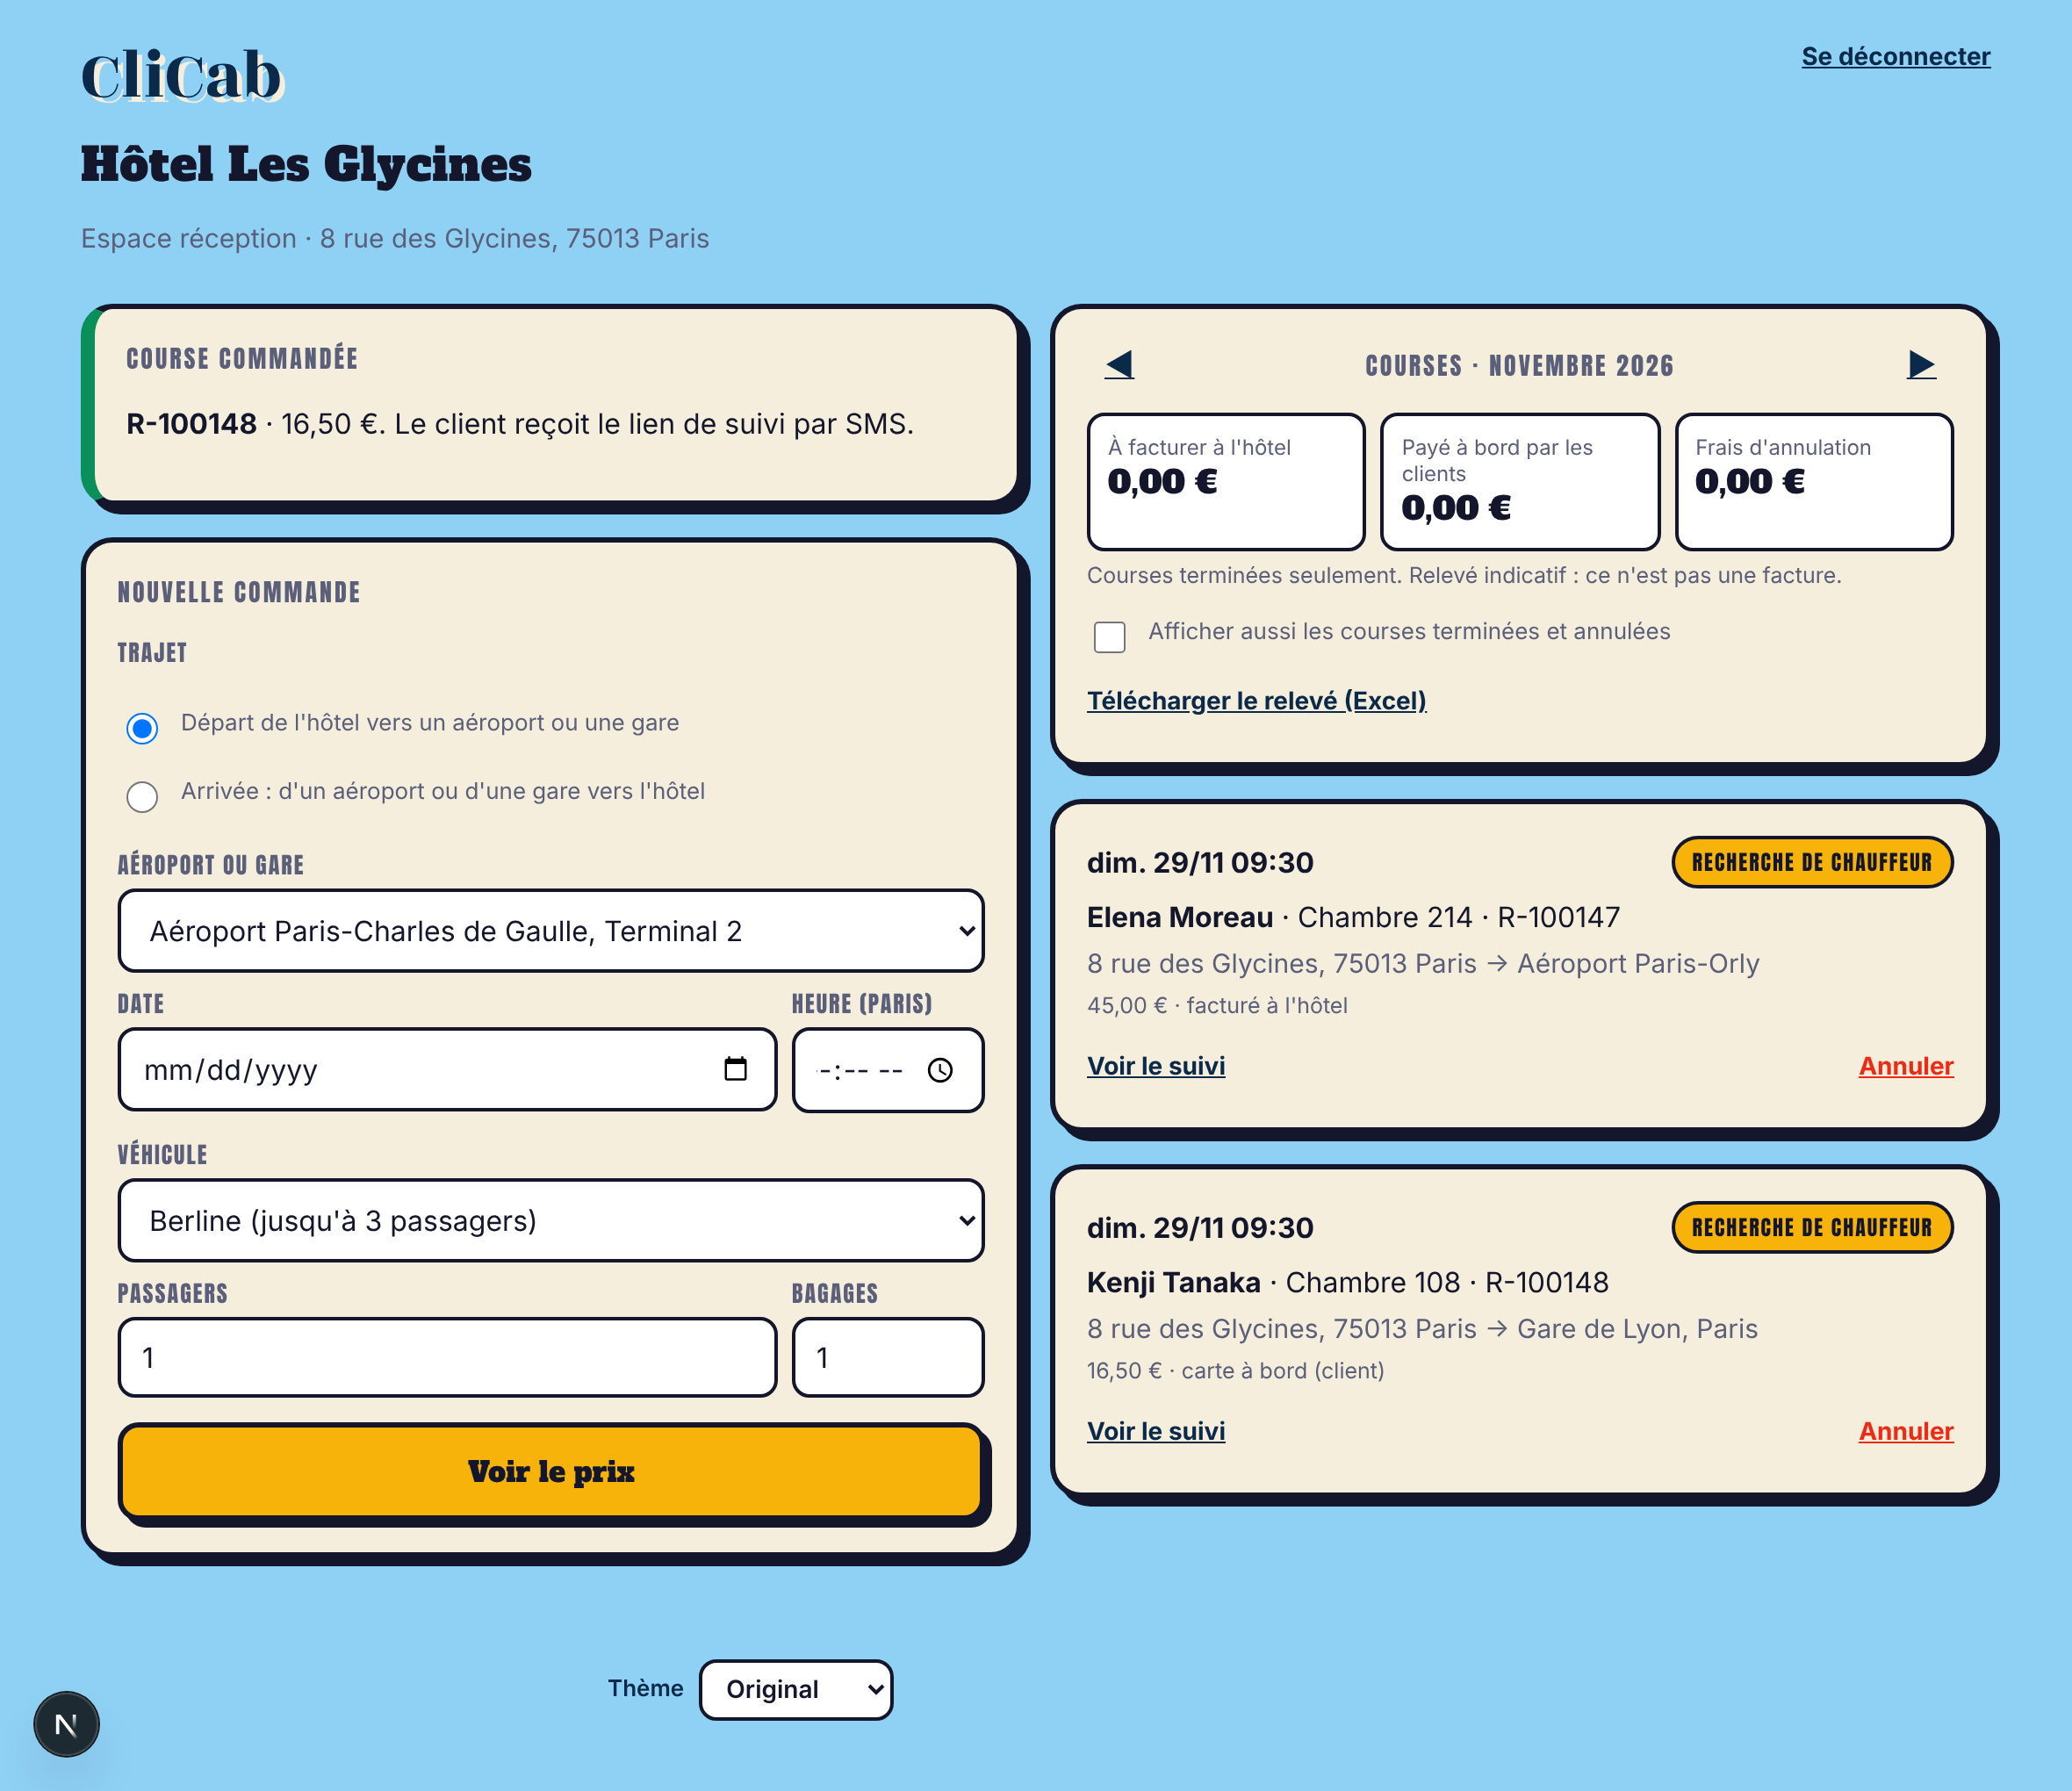 CliCab
Se déconnecter
Hôtel Les Glycines
Espace réception · 8 rue des Glycines, 75013 Paris
COURSE COMMANDÉE
R-100148 · 16,50 €. Le client reçoit le lien de suivi par SMS.
NOUVELLE COMMANDE
TRAJET
Départ de l'hôtel vers un aéroport ou une gare
Arrivée : d'un aéroport ou d'une gare vers l'hôtel
AÉROPORT OU GARE
Aéroport Paris-Charles de Gaulle, Terminal 2
DATE
HEURE (PARIS)
mm/dd/yyyy
-:-- --
VÉHICULE
Berline (jusqu'à 3 passagers)
PASSAGERS
BAGAGES
1
1
Voir le prix
◀ COURSES · NOVEMBRE 2026 ▶
À facturer à l'hôtel
0,00 €
Payé à bord par les
clients
0,00 €
Frais d'annulation
0,00 €
Courses terminées seulement. Relevé indicatif : ce n'est pas une facture.
Afficher aussi les courses terminées et annulées
Télécharger le relevé (Excel)
dim. 29/11 09:30
RECHERCHE DE CHAUFFEUR
Elena Moreau · Chambre 214 · R-100147
8 rue des Glycines, 75013 Paris → Aéroport Paris-Orly
45,00 € · facturé à l'hôtel
Voir le suivi
Annuler
dim. 29/11 09:30
RECHERCHE DE CHAUFFEUR
Kenji Tanaka · Chambre 108 · R-100148
8 rue des Glycines, 75013 Paris → Gare de Lyon, Paris
16,50 € · carte à bord (client)
Voir le suivi
Annuler
Thème
Original
N